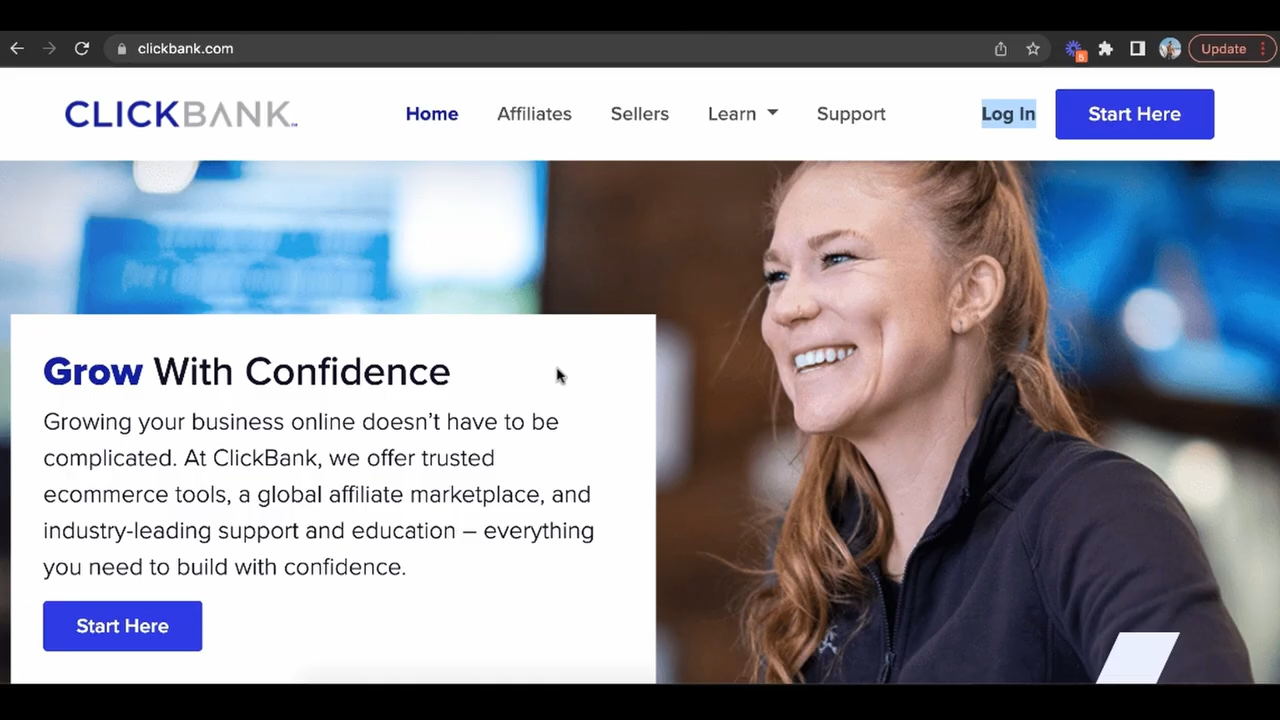 clickbank.com
5
Update
CLICKBANK
Home
Affiliates
Sellers
Learn
Support
Log In
Start Here
Grow With Confidence
Growing your business online doesn’t have to be
complicated. At ClickBank, we offer trusted
ecommerce tools, a global affiliate marketplace, and
industry-leading support and education – everything
you need to build with confidence.
Start Here